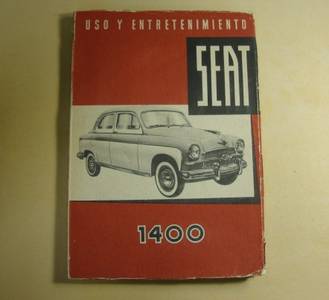 USO Y ENTRETENIMIENTO
SEAT
1400